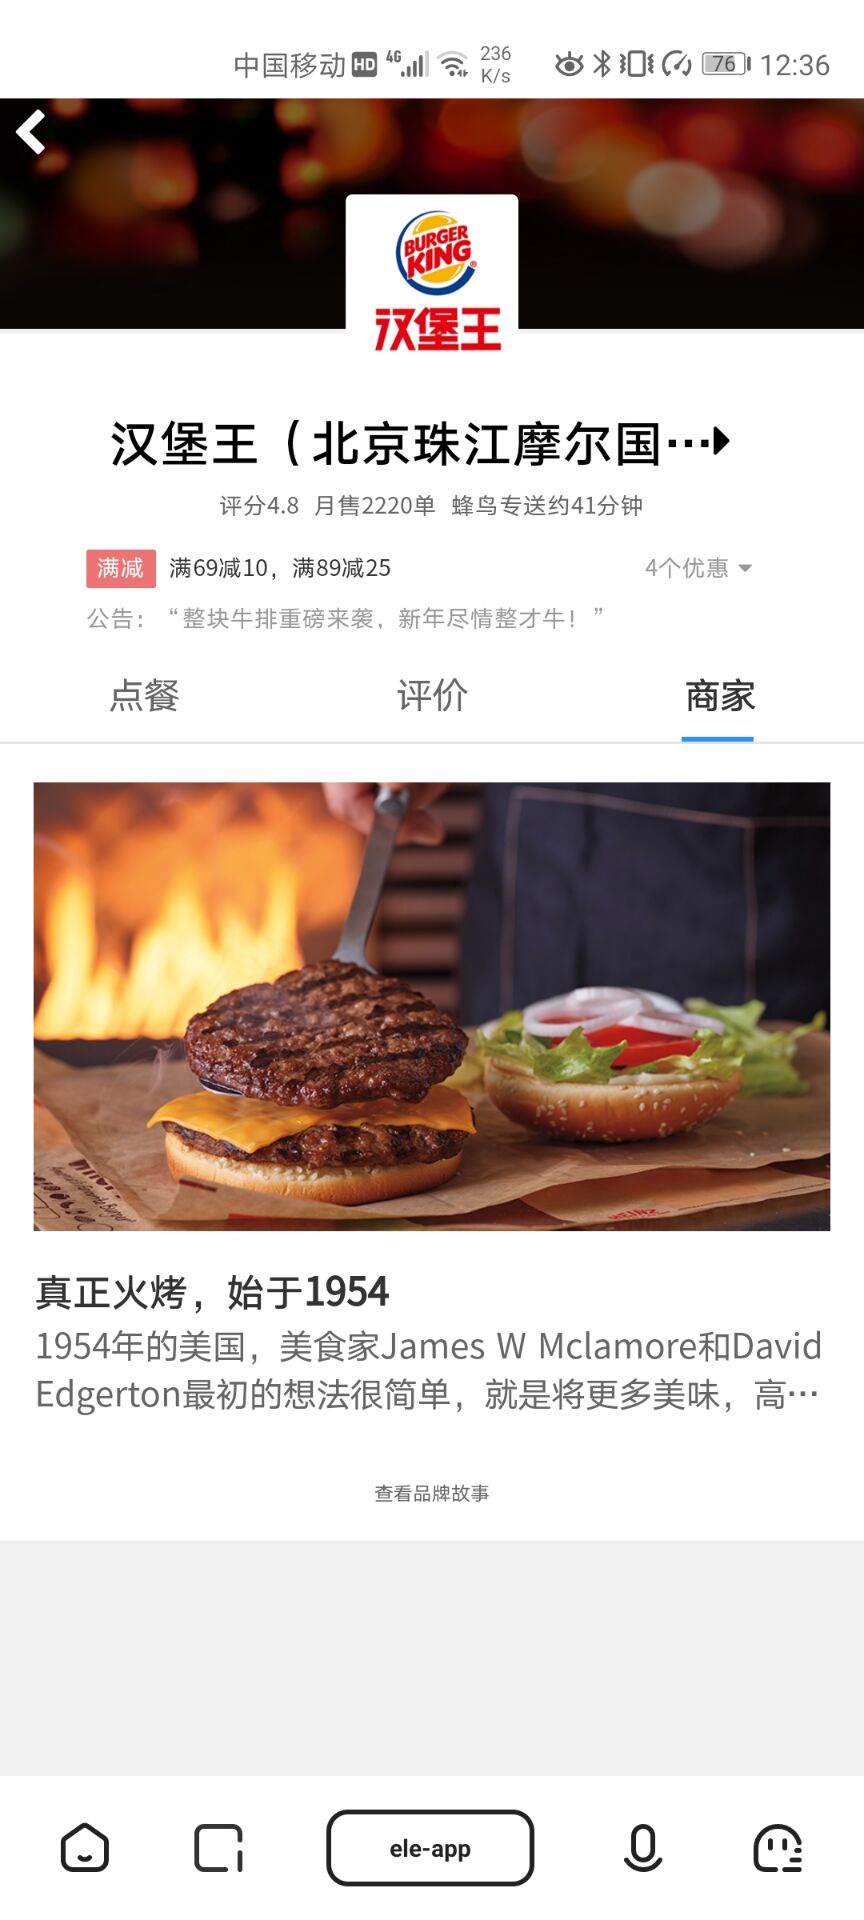 中国移动 HD 4G 236 K/s 76 12:36
BURGER
KING®
汉堡王
汉堡王（北京珠江摩尔国…
评分4.8 月售2220单 蜂鸟专送约41分钟
满减 满69减10，满89减25 4个优惠
公告：“整块牛排重磅来袭，新年尽情整才牛！”
点餐 评价 商家
HEINZ
真正火烤，始于1954
1954年的美国，美食家James W Mclamore和David
Edgerton最初的想法很简单，就是将更多美味，高…
查看品牌故事
ele-app